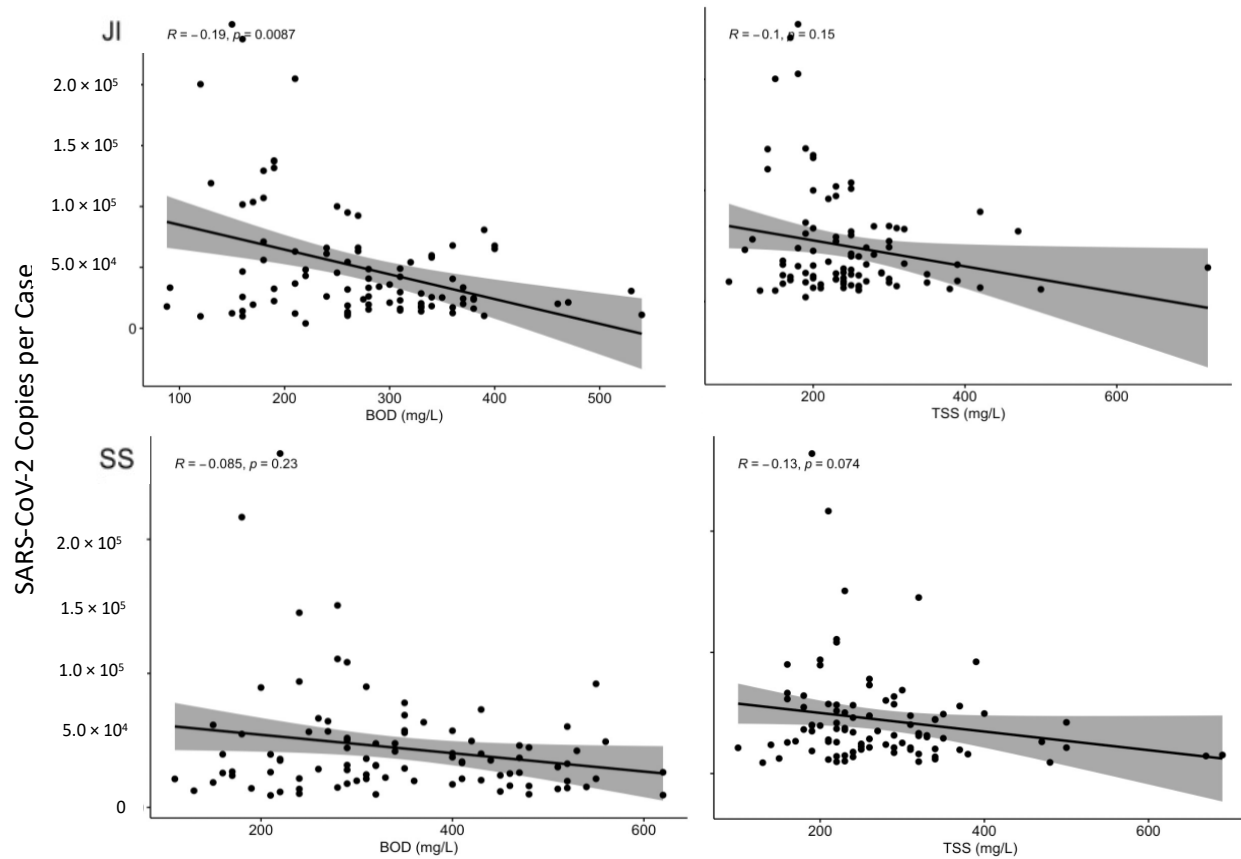 JI
R = −0.19, p = 0.0087
R = −0.1, p = 0.15
SARS-CoV-2 Copies per Case
2.0 × 10⁵
1.5 × 10⁵
1.0 × 10⁵
5.0 × 10⁴
0
100 200 300 400 500
BOD (mg/L)
200 400 600
TSS (mg/L)
SS
R = −0.085, p = 0.23
R = −0.13, p = 0.074
2.0 × 10⁵
1.5 × 10⁵
1.0 × 10⁵
5.0 × 10⁴
0
200 400 600
BOD (mg/L)
200 400 600
TSS (mg/L)